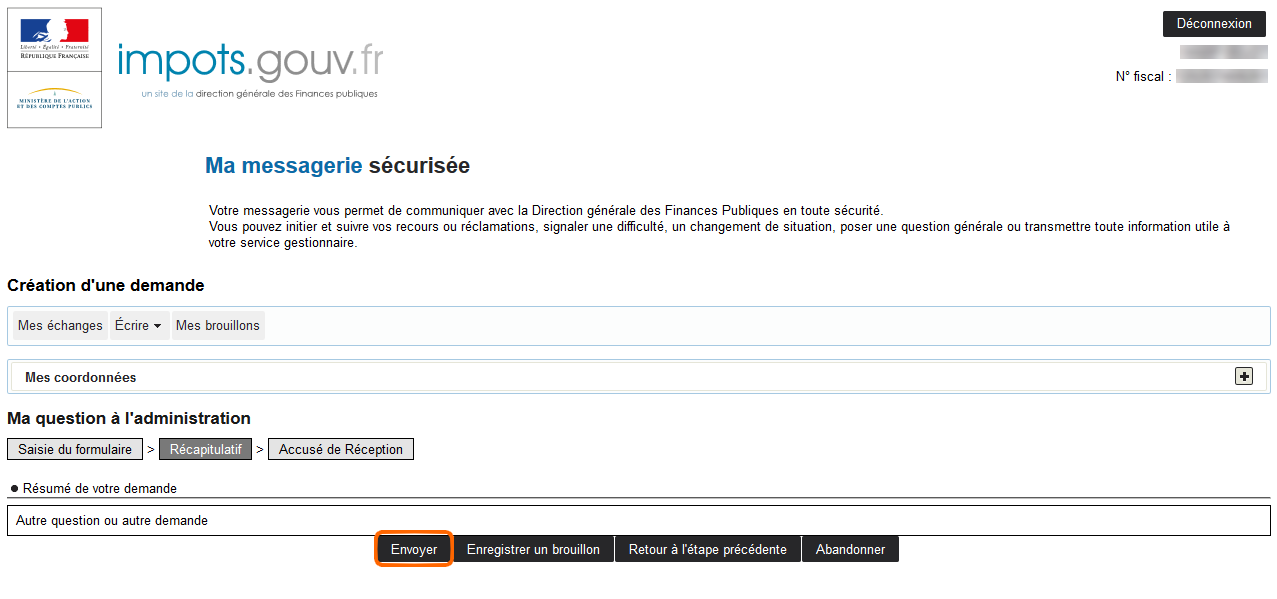 Liberté • Égalité • Fraternité
RÉPUBLIQUE FRANÇAISE
MINISTÈRE DE L'ACTION
ET DES COMPTES PUBLICS
impots.gouv.fr
un site de la direction générale des Finances publiques
Déconnexion
N° fiscal :
Ma messagerie sécurisée
Votre messagerie vous permet de communiquer avec la Direction générale des Finances Publiques en toute sécurité.
Vous pouvez initier et suivre vos recours ou réclamations, signaler une difficulté, un changement de situation, poser une question générale ou transmettre toute information utile à
votre service gestionnaire.
Création d'une demande
Mes échanges Écrire Mes brouillons
Mes coordonnées
Ma question à l'administration
Saisie du formulaire > Récapitulatif > Accusé de Réception
Résumé de votre demande
Autre question ou autre demande
Envoyer Enregistrer un brouillon Retour à l'étape précédente Abandonner